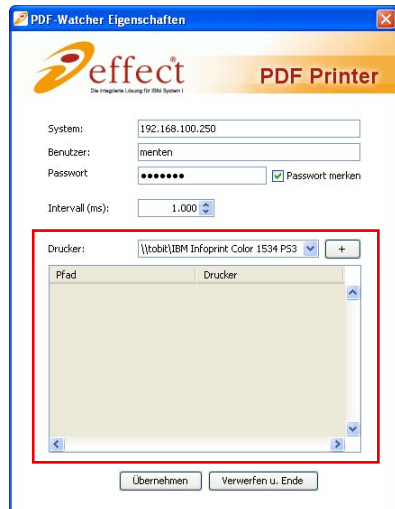 PDF-Watcher Eigenschaften
effect
Die integrierte Lösung für IBMi System i
PDF Printer
System: 192.168.100.250
Benutzer: menten
Passwort ●●●●●●● Passwort merken
Intervall (ms): 1.000
Drucker: \\tobit\IBM Infoprint Color 1534 PS3 +
Pfad Drucker
Übernehmen Verwerfen u. Ende